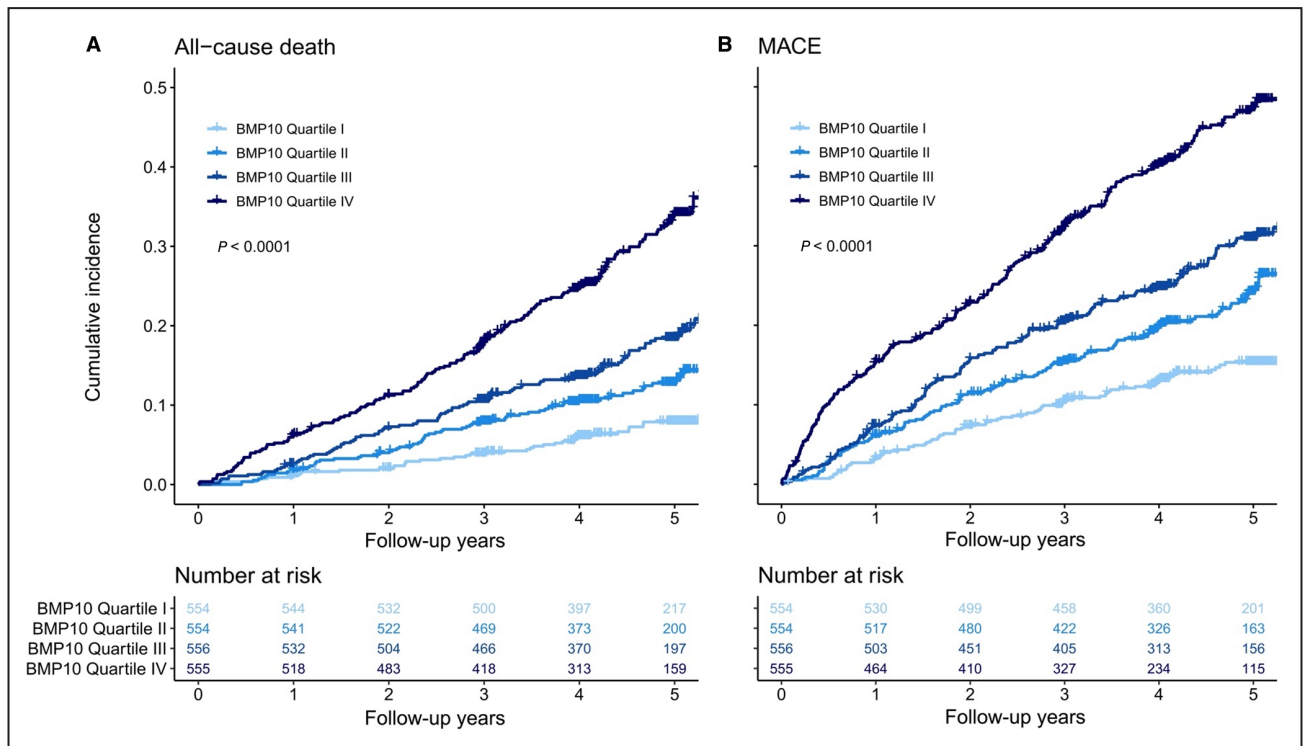 A All−cause death
0.5
0.4
0.3
0.2
0.1
0.0
Cumulative incidence
BMP10 Quartile I
BMP10 Quartile II
BMP10 Quartile III
BMP10 Quartile IV
P < 0.0001
0 1 2 3 4 5
Follow-up years
Number at risk
BMP10 Quartile I 554 544 532 500 397 217
BMP10 Quartile II 554 541 522 469 373 200
BMP10 Quartile III 556 532 504 466 370 197
BMP10 Quartile IV 555 518 483 418 313 159
0 1 2 3 4 5
Follow-up years
B MACE
BMP10 Quartile I
BMP10 Quartile II
BMP10 Quartile III
BMP10 Quartile IV
P < 0.0001
0 1 2 3 4 5
Follow-up years
Number at risk
554 530 499 458 360 201
554 517 480 422 326 163
556 503 451 405 313 156
555 464 410 327 234 115
0 1 2 3 4 5
Follow-up years